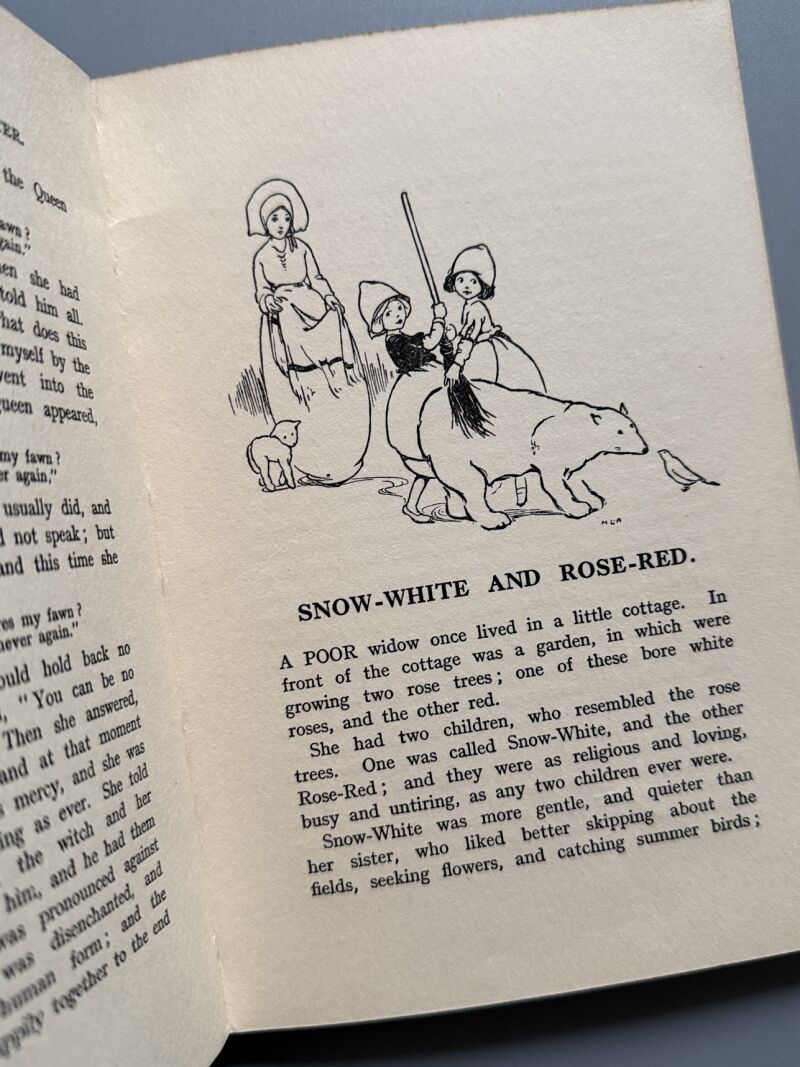 the Queen
again."
she had
told him all.
What does this
myself by the
went into the
queen appeared,
my fawn?
again."
usually did, and
not speak; but
and this time she
my fawn?
never again."
could hold back no
"You can be no
Then she answered,
and at that moment
mercy, and she was
as ever. She told
the witch and her
him, and he had them
was pronounced against
was disenchanted, and
human form; and the
together to the end
MLA
SNOW-WHITE AND ROSE-RED.
A POOR widow once lived in a little cottage. In
front of the cottage was a garden, in which were
growing two rose trees; one of these bore white
roses, and the other red.
She had two children, who resembled the rose
trees. One was called Snow-White, and the other
Rose-Red; and they were as religious and loving,
busy and untiring, as any two children ever were.
Snow-White was more gentle, and quieter than
her sister, who liked better skipping about the
fields, seeking flowers, and catching summer birds;